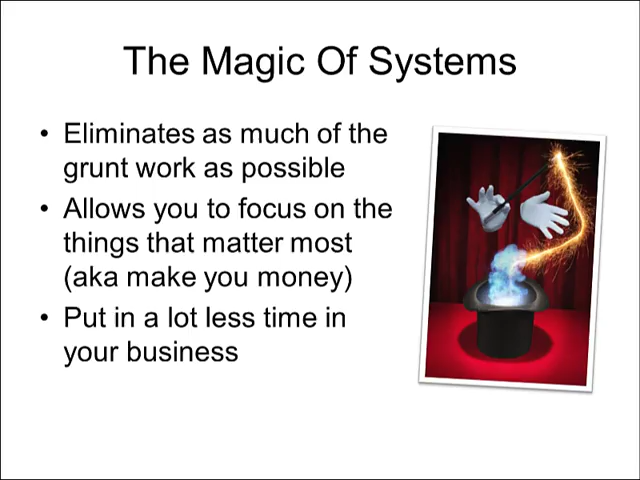 The Magic Of Systems
• Eliminates as much of the
grunt work as possible
• Allows you to focus on the
things that matter most
(aka make you money)
• Put in a lot less time in
your business